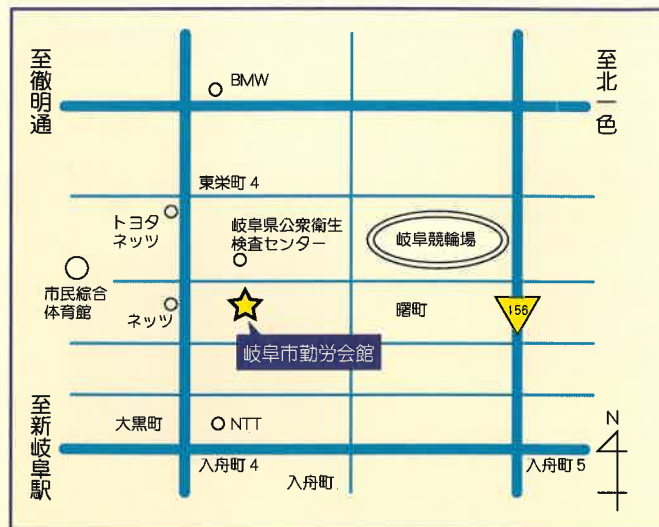 至徹明通
至北一色
BMW
東栄町4
トヨタ
ネッツ
岐阜県公衆衛生
検査センター
岐阜競輪場
市民綜合
体育館
ネッツ
曙町
156
岐阜市勤労会館
至新岐阜駅
大黒町
NTT
N
入舟町4
入舟町
入舟町5